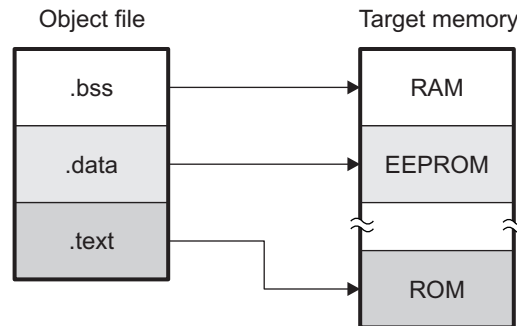 Object file
Target memory
.bss
RAM
.data
EEPROM
.text
ROM